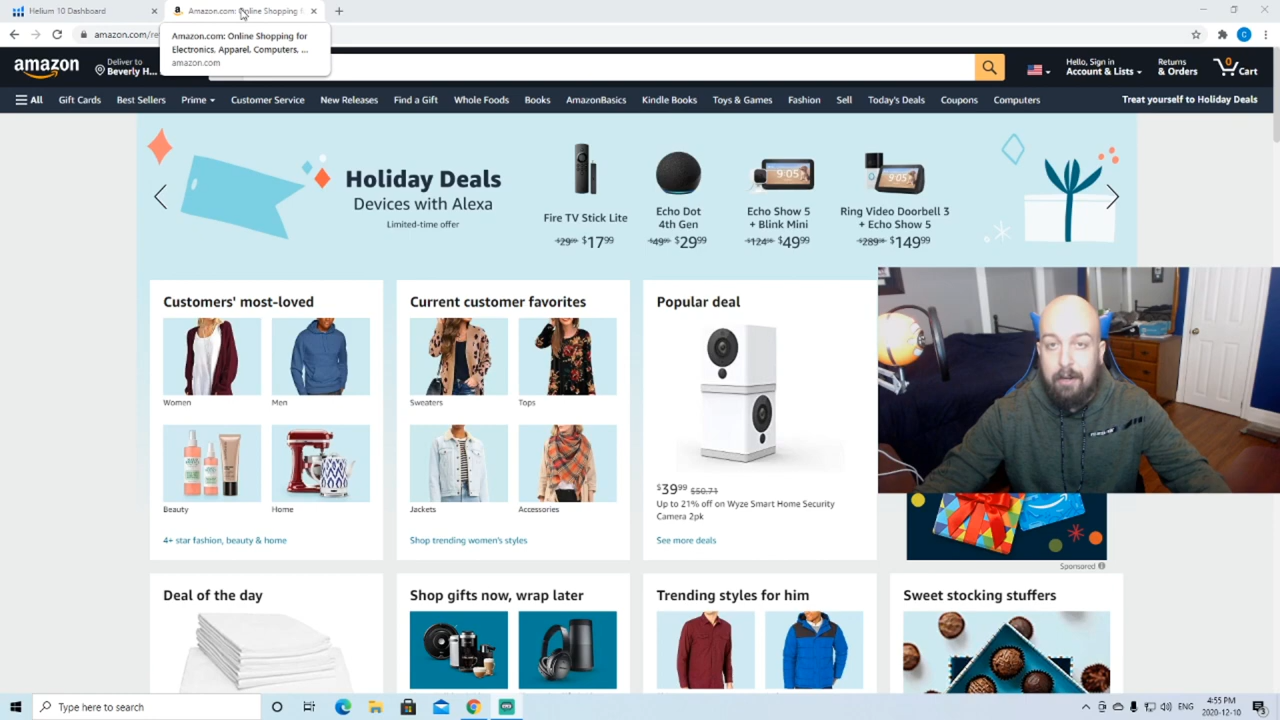 Helium 10 Dashboard
Amazon.com: Online Shopping f
amazon.com/re
Amazon.com: Online Shopping for
Electronics, Apparel, Computers, ...
amazon.com
amazon
Deliver to
Beverly H...
Hello, Sign in
Account & Lists
Returns
& Orders
0
Cart
All
Gift Cards
Best Sellers
Prime
Customer Service
New Releases
Find a Gift
Whole Foods
Books
AmazonBasics
Kindle Books
Toys & Games
Fashion
Sell
Today's Deals
Coupons
Computers
Treat yourself to Holiday Deals
Holiday Deals
Devices with Alexa
Limited-time offer
Fire TV Stick Lite
$29⁹⁹ $17⁹⁹
Echo Dot
4th Gen
$49⁹⁹ $29⁹⁹
9:05
Echo Show 5
+ Blink Mini
$124⁹⁸ $49⁹⁹
9:05
Ring Video Doorbell 3
+ Echo Show 5
$289⁹⁸ $149⁹⁹
Customers' most-loved
Women
Men
Beauty
Home
4+ star fashion, beauty & home
Current customer favorites
Sweaters
Tops
Jackets
Accessories
Shop trending women's styles
Popular deal
$39⁹⁹ $50.71
Up to 21% off on Wyze Smart Home Security
Camera 2pk
See more deals
Sponsored
Deal of the day
Shop gifts now, wrap later
Trending styles for him
Sweet stocking stuffers
Type here to search
ENG
4:55 PM
2020-12-10
3